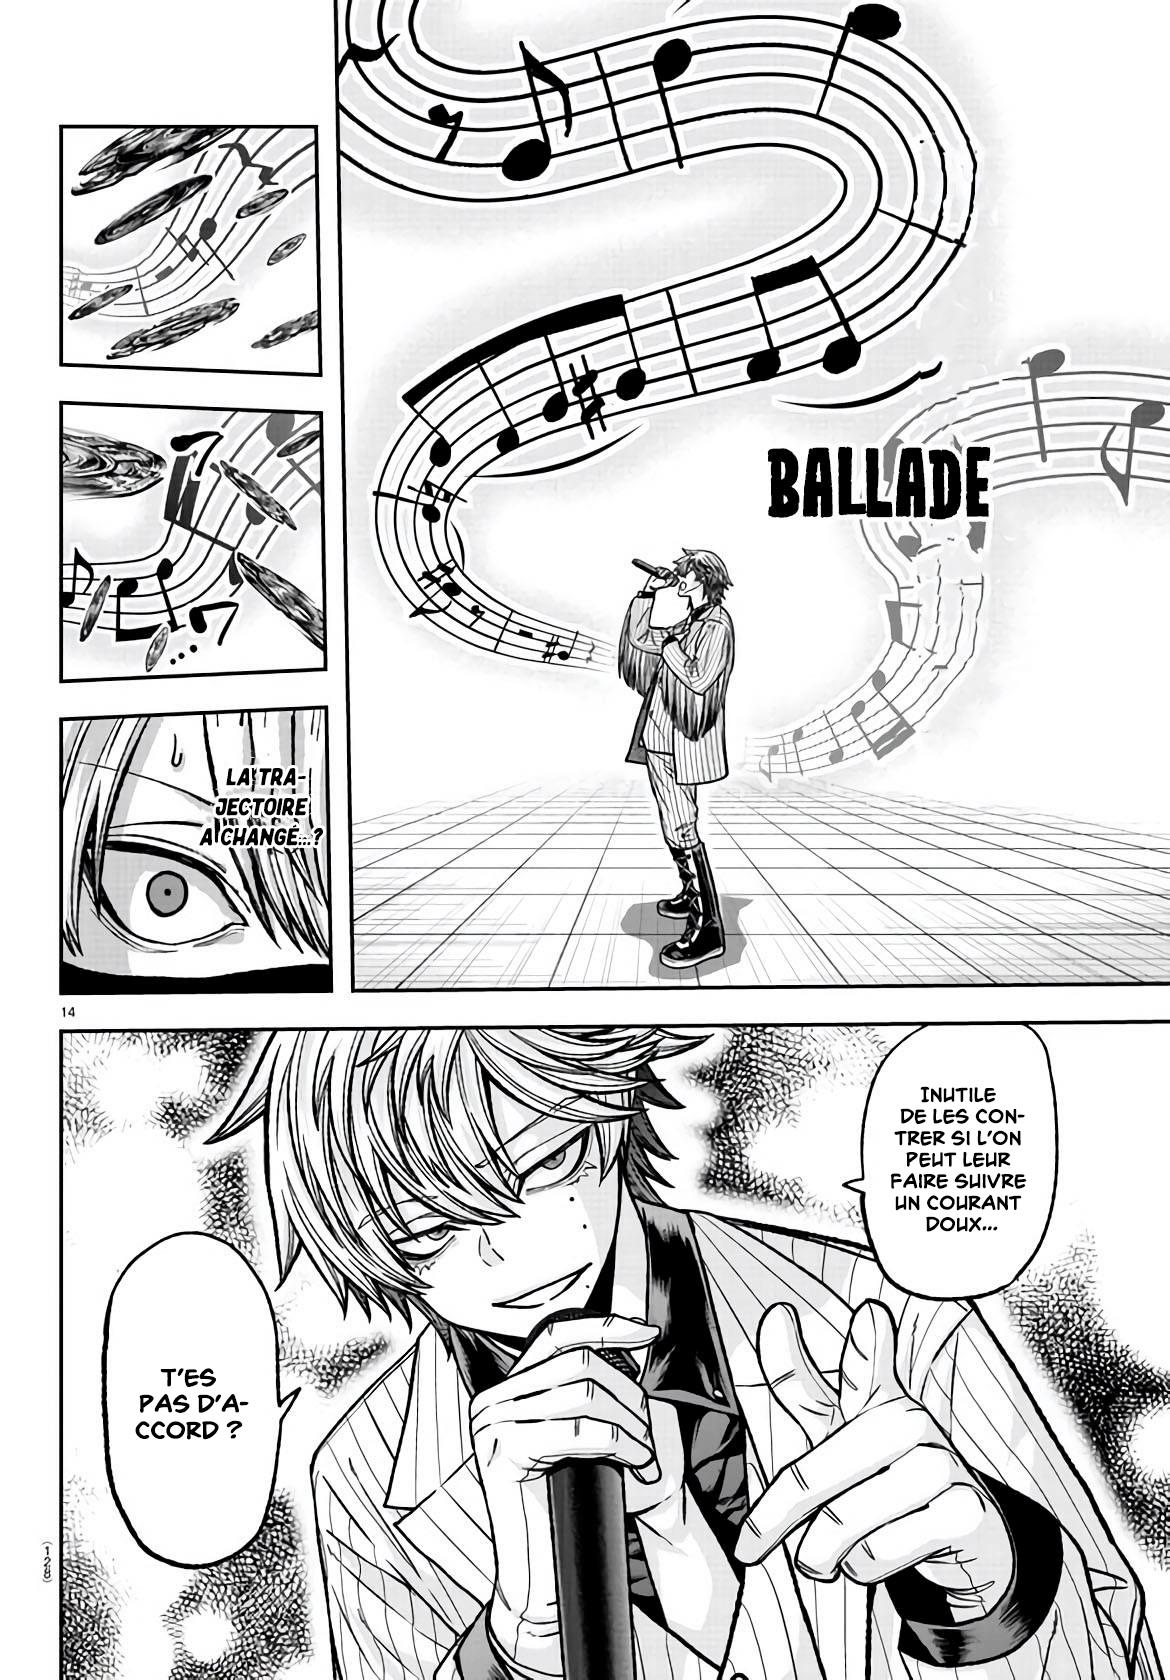 BALLADE
LA TRA-
JECTOIRE
A CHANGÉ...?
14
INUTILE
DE LES CON-
TRER SI L'ON
PEUT LEUR
FAIRE SUIVRE
UN COURANT
DOUX...
T'ES
PAS D'A-
CCORD ?
(128)